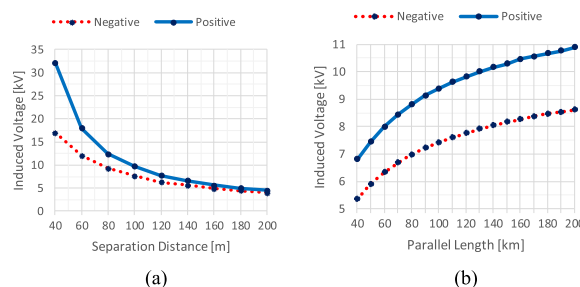 Negative Positive
35
30
25
20
15
10
5
0
40 60 80 100 120 140 160 180 200
Induced Voltage [kV]
Separation Distance [m]
(a)
Negative Positive
11
10
9
8
7
6
5
40 60 80 100 120 140 160 180 200
Induced Voltage [kV]
Parallel Length [km]
(b)